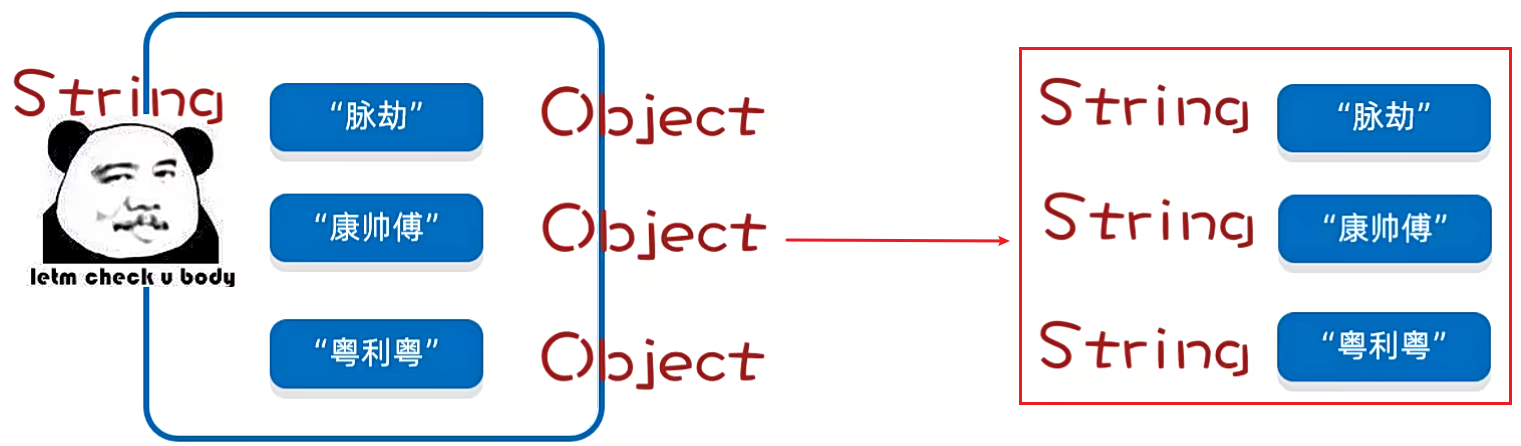 String
“脉劫” Object
“康帅傅” Object
“粤利粤” Object
letm check u body
String “脉劫”
String “康帅傅”
String “粤利粤”